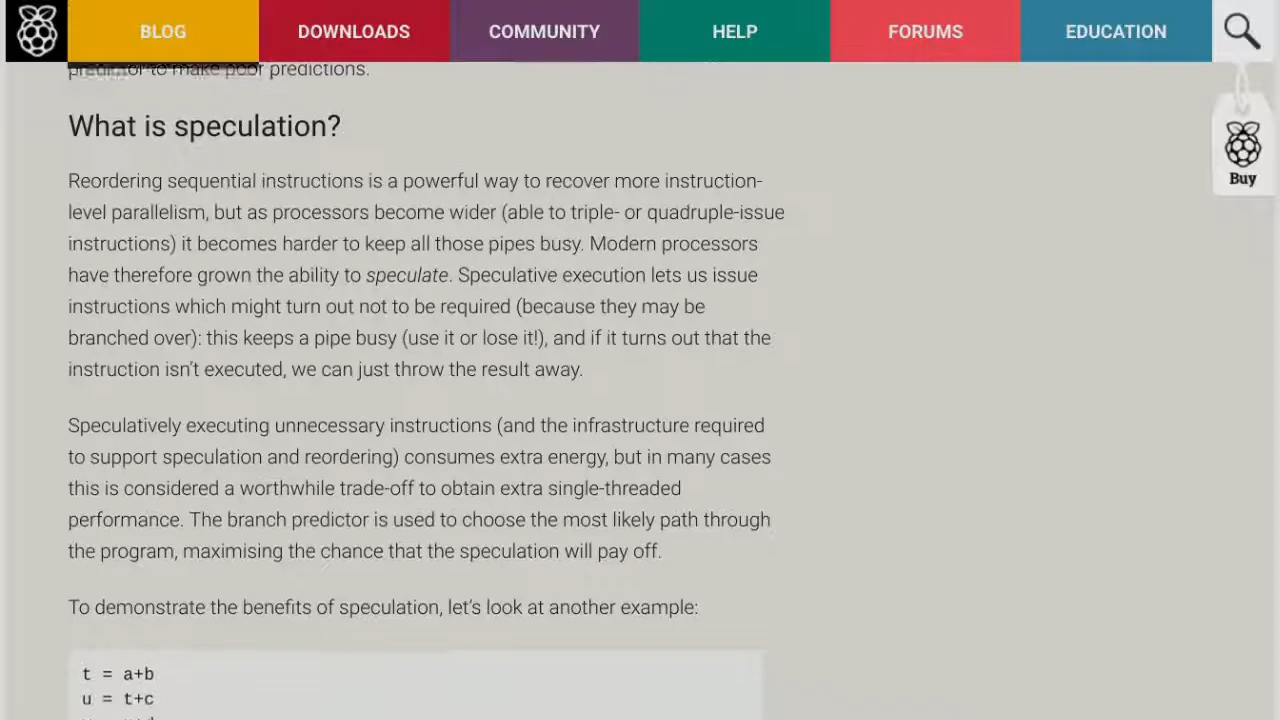 BLOG
DOWNLOADS
COMMUNITY
HELP
FORUMS
EDUCATION
predictor to make poor predictions.
Buy
What is speculation?
Reordering sequential instructions is a powerful way to recover more instruction-
level parallelism, but as processors become wider (able to triple- or quadruple-issue
instructions) it becomes harder to keep all those pipes busy. Modern processors
have therefore grown the ability to speculate. Speculative execution lets us issue
instructions which might turn out not to be required (because they may be
branched over): this keeps a pipe busy (use it or lose it!), and if it turns out that the
instruction isn't executed, we can just throw the result away.
Speculatively executing unnecessary instructions (and the infrastructure required
to support speculation and reordering) consumes extra energy, but in many cases
this is considered a worthwhile trade-off to obtain extra single-threaded
performance. The branch predictor is used to choose the most likely path through
the program, maximising the chance that the speculation will pay off.
To demonstrate the benefits of speculation, let's look at another example:
t = a+b
u = t+c